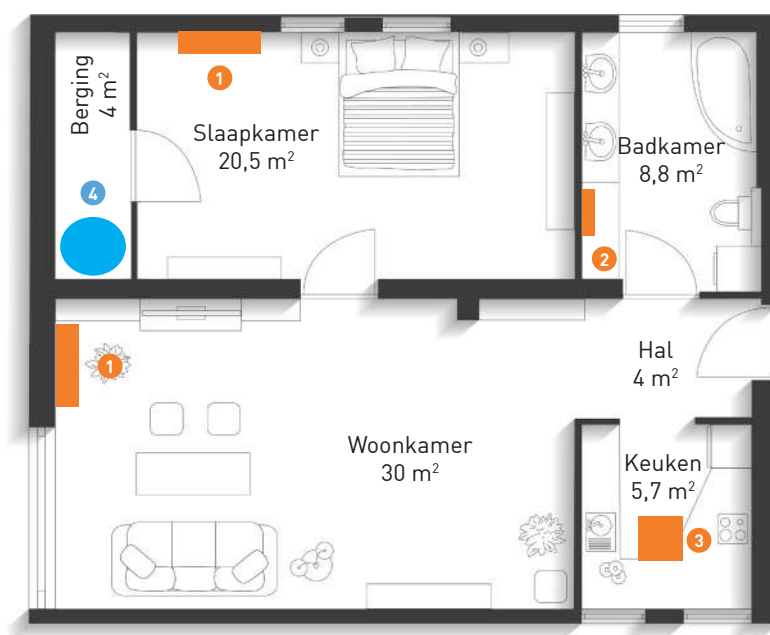 Berging
4 m²
1
Slaapkamer
20,5 m²
Badkamer
8,8 m²
4
2
1
Hal
4 m²
Woonkamer
30 m²
Keuken
5,7 m²
3